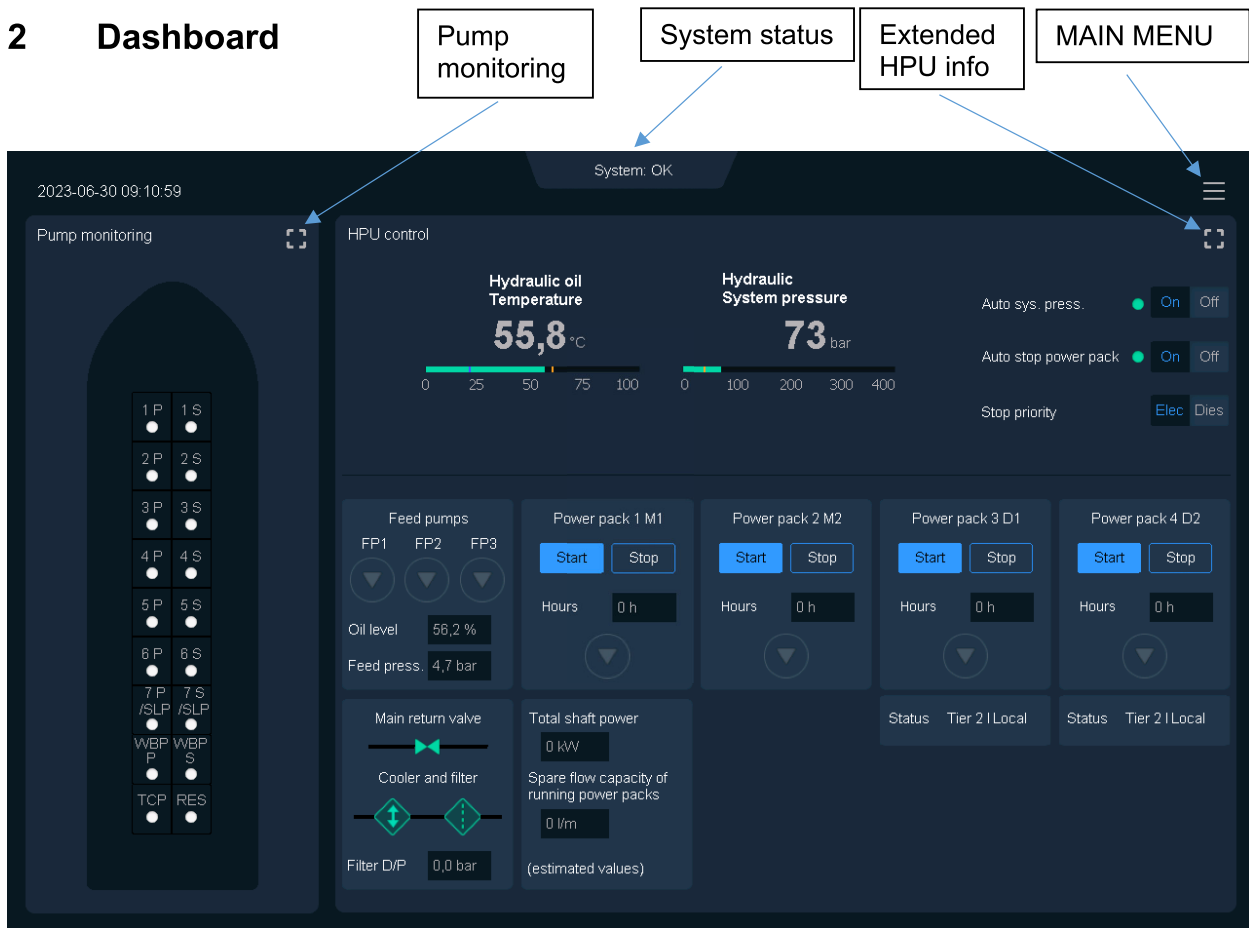 2 Dashboard
Pump
monitoring
System status
Extended
HPU info
MAIN MENU
System: OK
2023-06-30 09:10:59
Pump monitoring
HPU control
Hydraulic oil
Temperature
55,8 °C
0 25 50 75 100
Hydraulic
System pressure
73 bar
0 100 200 300 400
Auto sys. press. On Off
Auto stop power pack On Off
Stop priority Elec Dies
1 P 1 S
2 P 2 S
3 P 3 S
4 P 4 S
5 P 5 S
6 P 6 S
7 P 7 S
/SLP /SLP
WBP WBP
P S
TCP RES
Feed pumps
FP1 FP2 FP3
Oil level 56,2 %
Feed press. 4,7 bar
Power pack 1 M1
Start Stop
Hours 0 h
Power pack 2 M2
Start Stop
Hours 0 h
Power pack 3 D1
Start Stop
Hours 0 h
Power pack 4 D2
Start Stop
Hours 0 h
Main return valve
Cooler and filter
Filter D/P 0,0 bar
Total shaft power
0 kW
Spare flow capacity of
running power packs
0 l/m
(estimated values)
Status Tier 2 I Local
Status Tier 2 I Local